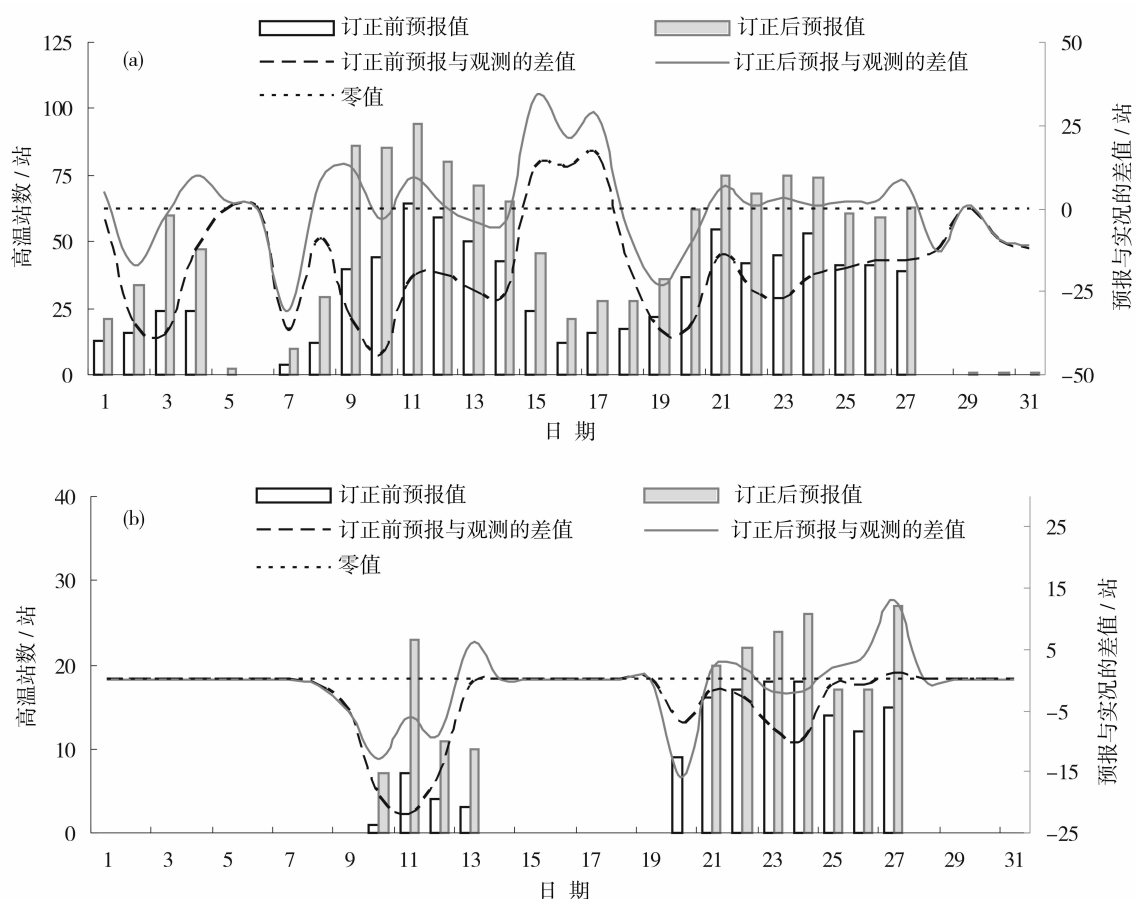 订正前预报值 订正后预报值
(a) 订正前预报与观测的差值 订正后预报与观测的差值
零值
高温站数 / 站
125
100
75
50
25
0
预报与实况的差值 / 站
50
25
0
−25
−50
1 3 5 7 9 11 13 15 17 19 21 23 25 27 29 31
日 期
订正前预报值 订正后预报值
(b) 订正前预报与观测的差值 订正后预报与观测的差值
零值
高温站数 / 站
40
30
20
10
0
预报与实况的差值 / 站
25
15
5
−5
−15
−25
1 3 5 7 9 11 13 15 17 19 21 23 25 27 29 31
日 期